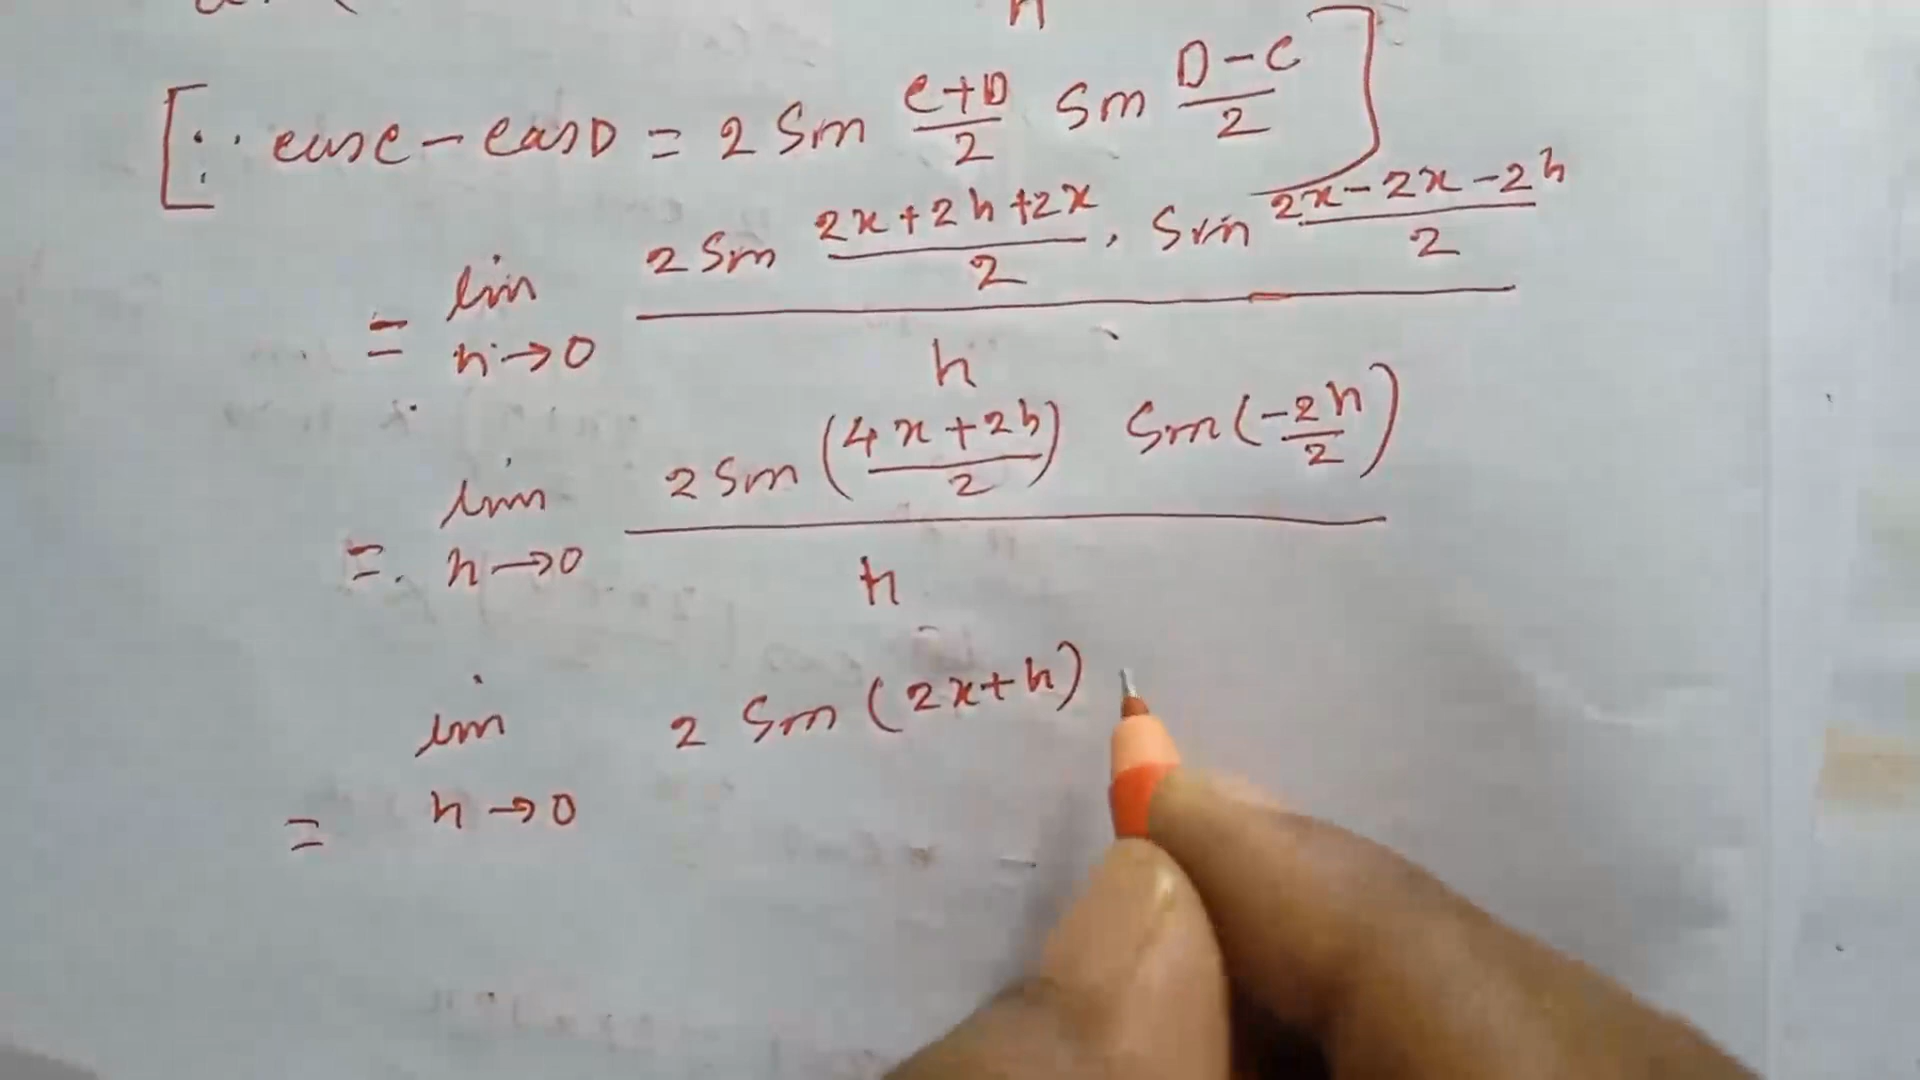 h
[∵ cosC - cosD = 2 Sin C+D/2 Sin D-C/2]
= lim h→0 2 Sin 2x+2h+2x/2 . Sin 2x-2x-2h/2 / h
= lim h→0 2 Sin (4x+2h/2) Sin (-2h/2) / h
= lim h→0 2 Sin (2x+h)